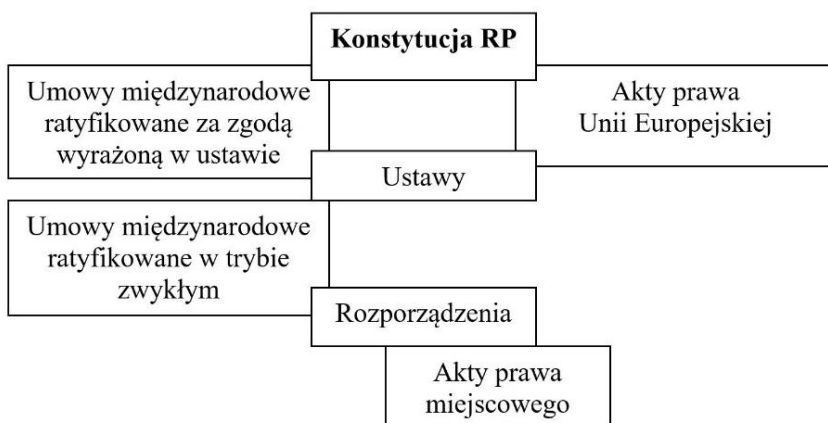 Konstytucja RP
Umowy międzynarodowe
ratyfikowane za zgodą
wyrażoną w ustawie
Akty prawa
Unii Europejskiej
Ustawy
Umowy międzynarodowe
ratyfikowane w trybie
zwykłym
Rozporządzenia
Akty prawa
miejscowego